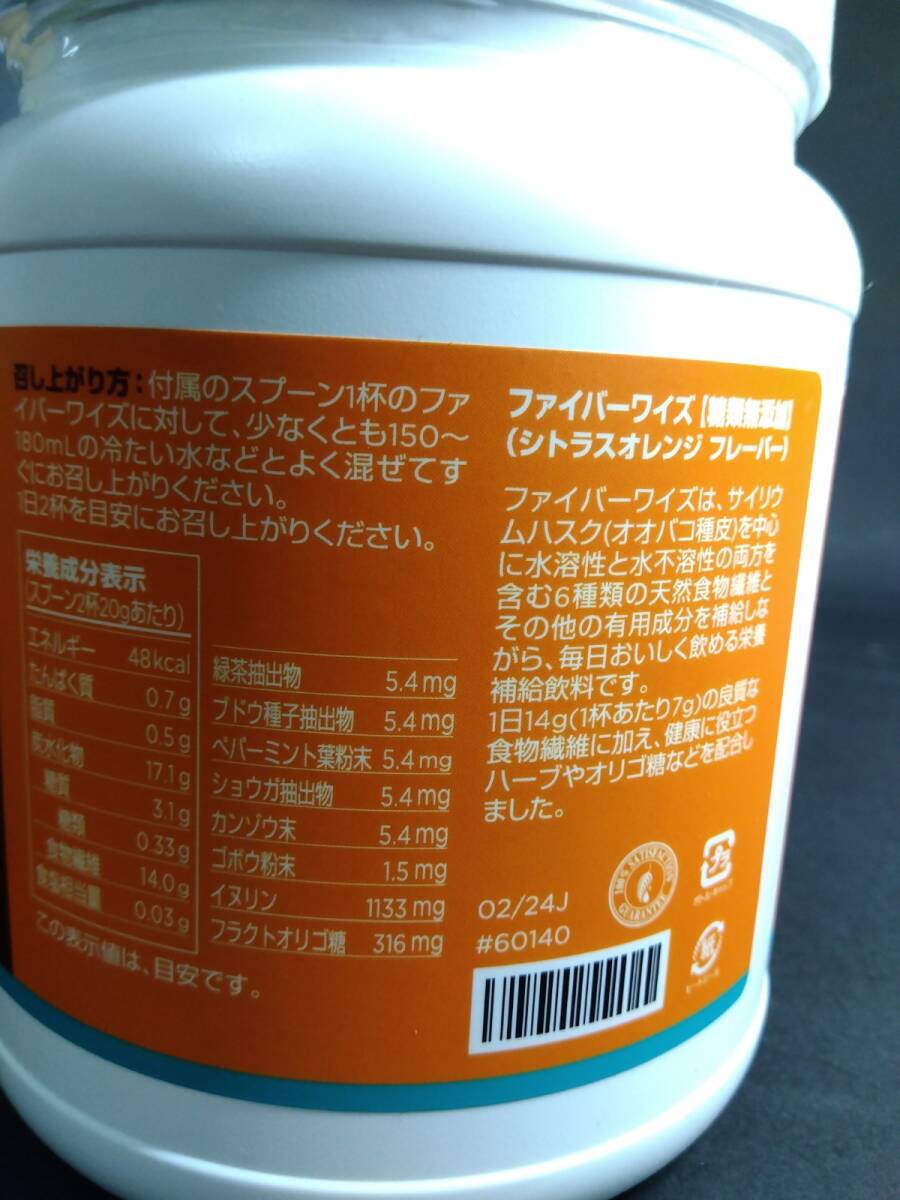 召し上がり方：付属のスプーン1杯のファ
イバーワイズに対して、少なくとも150～
180mLの冷たい水などとよく混ぜてす
ぐにお召し上がりください。
1日2杯を目安にお召し上がりください。
栄養成分表示
(スプーン2杯20gあたり)
エネルギー 48kcal
たんぱく質 0.7g
脂質 0.5g
炭水化物 17.1g
糖質 3.1g
糖類 0.33g
食物繊維 14.0g
食塩相当量 0.03g
緑茶抽出物 5.4mg
ブドウ種子抽出物 5.4mg
ペパーミント葉粉末 5.4mg
ショウガ抽出物 5.4mg
カンゾウ末 5.4mg
ゴボウ粉末 1.5mg
イヌリン 1133mg
フラクトオリゴ糖 316mg
この表示値は、目安です。
ファイバーワイズ【糖類無添加】
(シトラスオレンジ フレーバー)
ファイバーワイズは、サイリウ
ムハスク(オオバコ種皮)を中心
に水溶性と水不溶性の両方を
含む6種類の天然食物繊維と
その他の有用成分を補給しな
がら、毎日おいしく飲める栄養
補給飲料です。
1日14g(1杯あたり7g)の良質な
食物繊維に加え、健康に役立つ
ハーブやオリゴ糖などを配合し
ました。
100% SATISFACTION
GUARANTEE
プラ
02/24J
#60140